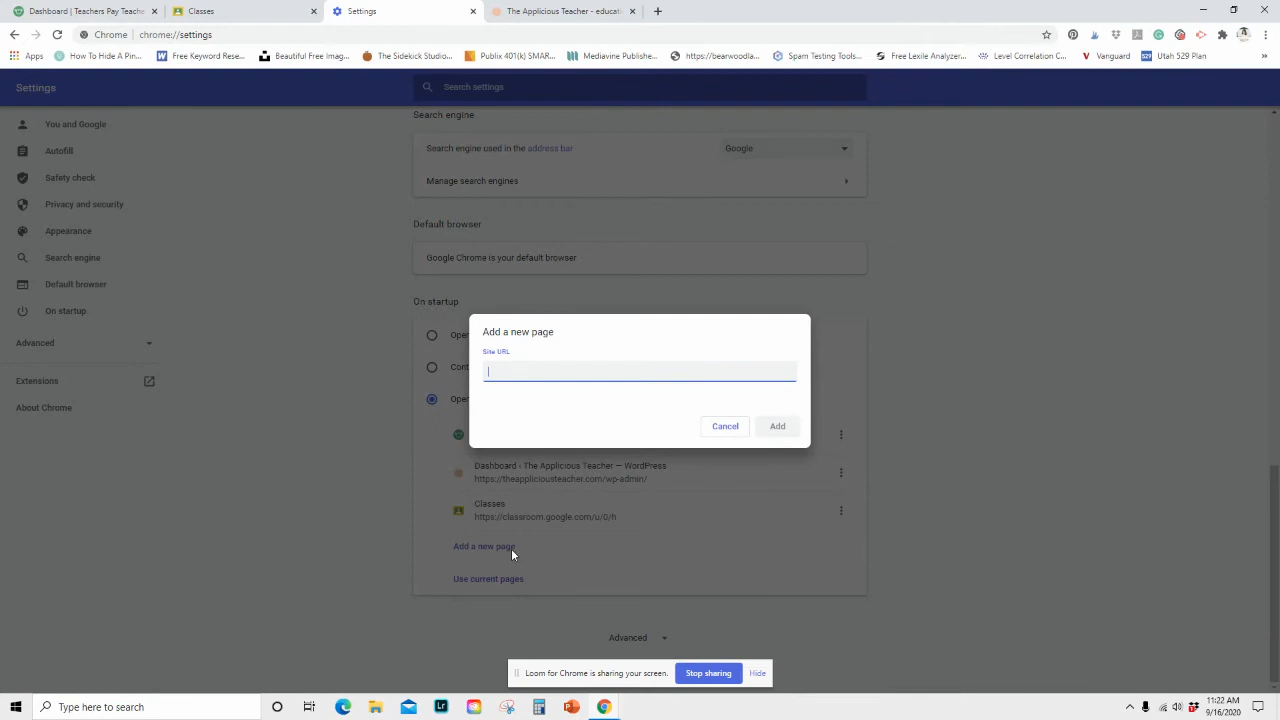 Dashboard | Teachers Pay Teache
Classes
Settings
The Applicious Teacher - educati
Chrome | chrome://settings
Apps
How To Hide A Pin...
Free Keyword Rese...
Beautiful Free Imag...
The Sidekick Studio...
Publix 401(k) SMAR...
Mediavine Publishe...
https://bearwoodla...
Spam Testing Tools...
Free Lexile Analyzer...
Level Correlation C...
Vanguard
Utah 529 Plan
Settings
Search settings
You and Google
Autofill
Safety check
Privacy and security
Appearance
Search engine
Default browser
On startup
Advanced
Extensions
About Chrome
Search engine
Search engine used in the address bar
Google
Manage search engines
Default browser
Google Chrome is your default browser
On startup
Open
Cont
Open
Add a new page
Site URL
Cancel
Add
Dashboard ‹ The Applicious Teacher — WordPress
https://theappliciousteacher.com/wp-admin/
Classes
https://classroom.google.com/u/0/h
Add a new page
Use current pages
Advanced
Loom for Chrome is sharing your screen.
Stop sharing
Hide
Type here to search
11:22 AM
9/16/2020